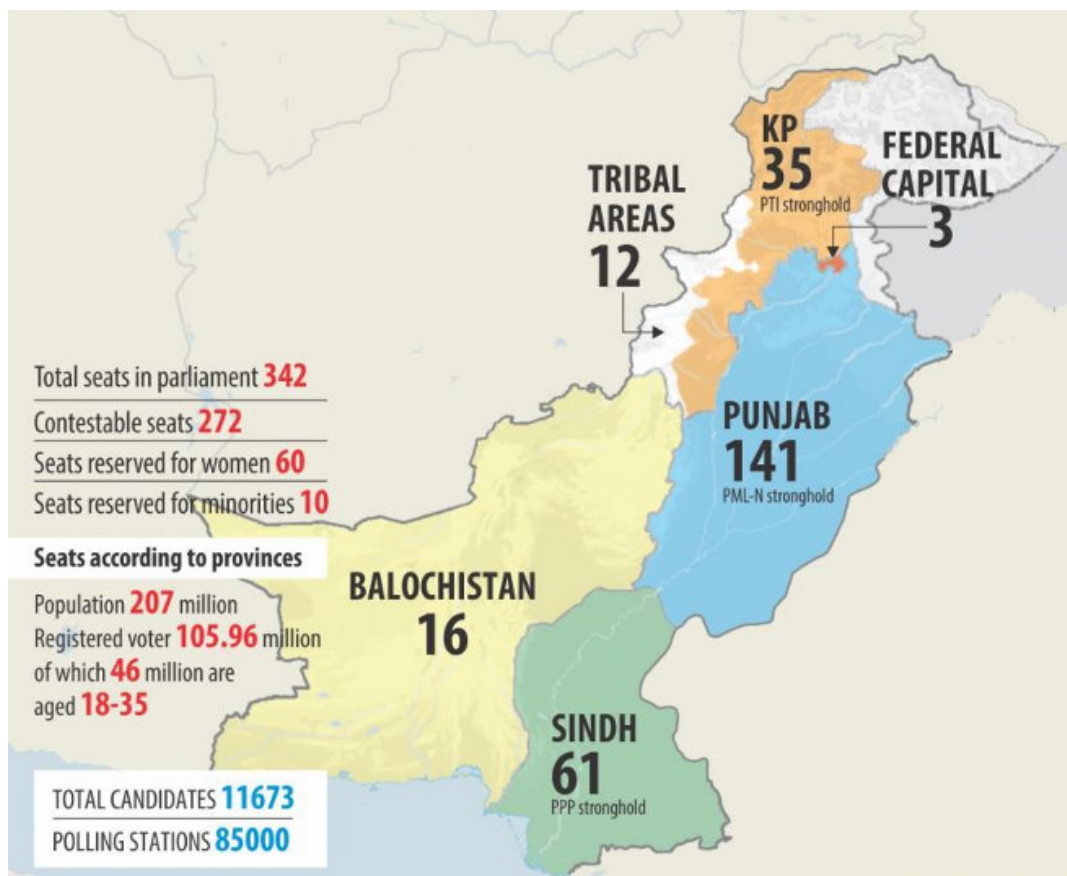 KP
35
PTI stronghold
FEDERAL
CAPITAL
3
TRIBAL
AREAS
12
Total seats in parliament 342
Contestable seats 272
Seats reserved for women 60
Seats reserved for minorities 10
Seats according to provinces
Population 207 million
Registered voter 105.96 million
of which 46 million are
aged 18-35
PUNJAB
141
PML-N stronghold
BALOCHISTAN
16
SINDH
61
PPP stronghold
TOTAL CANDIDATES 11673
POLLING STATIONS 85000